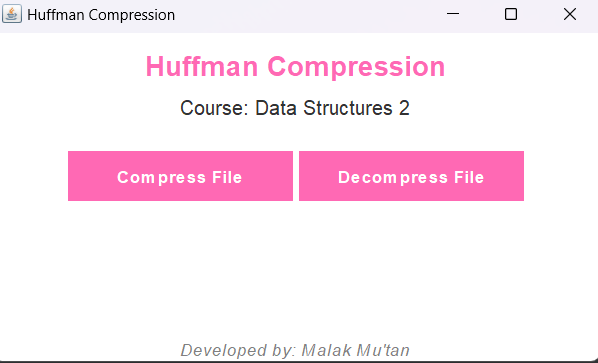 Huffman Compression
Huffman Compression
Course: Data Structures 2
Compress File
Decompress File
Developed by: Malak Mu'tan